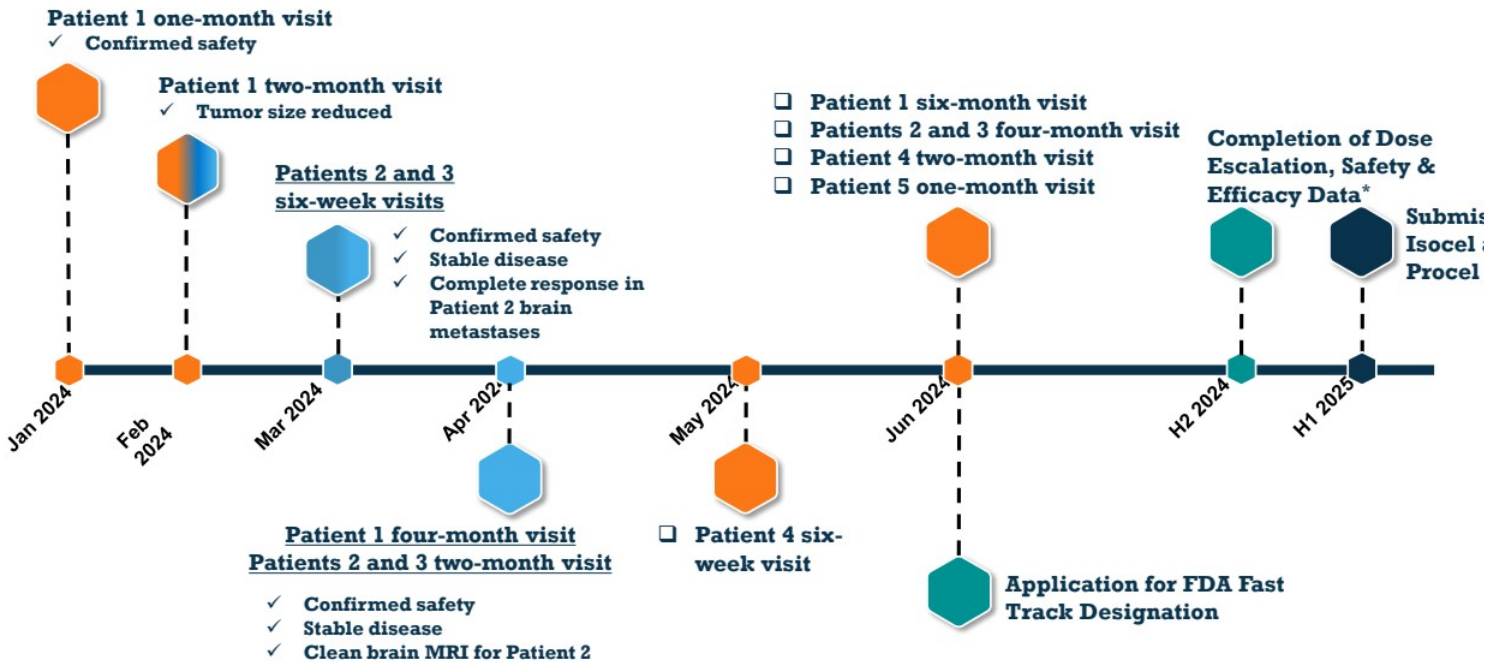 Patient 1 one-month visit
✓ Confirmed safety
Patient 1 two-month visit
✓ Tumor size reduced
Patients 2 and 3
six-week visits
✓ Confirmed safety
✓ Stable disease
✓ Complete response in
Patient 2 brain
metastases
❑ Patient 1 six-month visit
❑ Patients 2 and 3 four-month visit
❑ Patient 4 two-month visit
❑ Patient 5 one-month visit
Completion of Dose
Escalation, Safety &
Efficacy Data*
Isocel
Procel
Jan 2024
Feb
2024
Mar 2024
Apr 2024
May 2024
Jun 2024
H2 2024
H1 2025
Patient 1 four-month visit
Patients 2 and 3 two-month visit
✓ Confirmed safety
✓ Stable disease
✓ Clean brain MRI for Patient 2
❑ Patient 4 six-
week visit
Application for FDA Fast
Track Designation